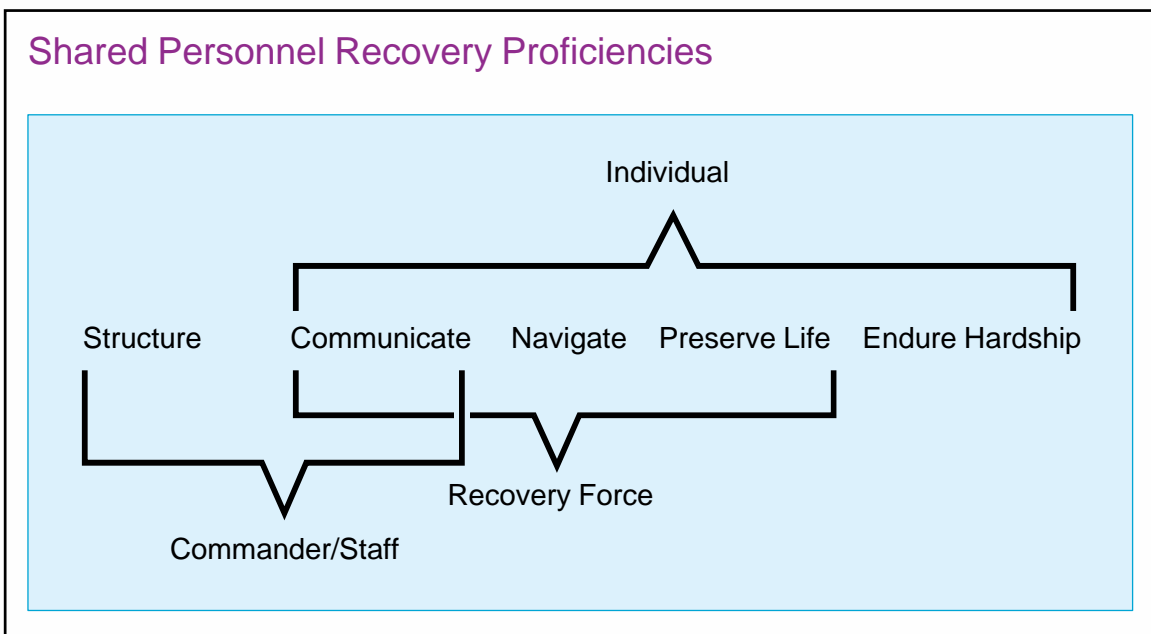 Shared Personnel Recovery Proficiencies
Individual
Structure Communicate Navigate Preserve Life Endure Hardship
Recovery Force
Commander/Staff